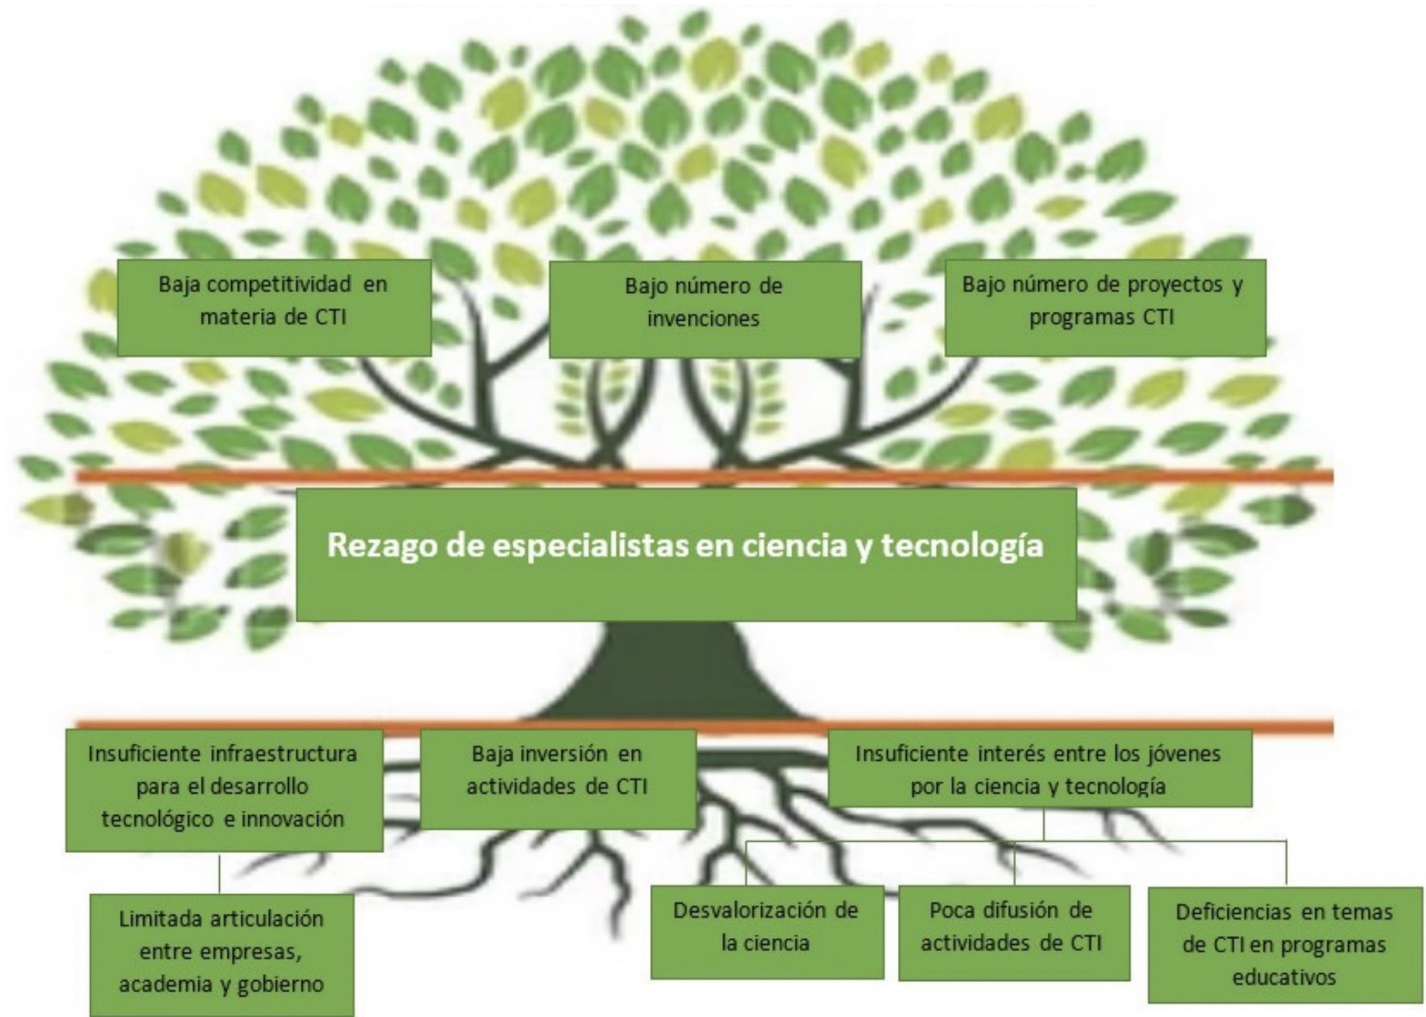 Baja competitividad en
materia de CTI
Bajo número de
invenciones
Bajo número de proyectos y
programas CTI
Rezago de especialistas en ciencia y tecnología
Insuficiente infraestructura
para el desarrollo
tecnológico e innovación
Baja inversión en
actividades de CTI
Insuficiente interés entre los jóvenes
por la ciencia y tecnología
Limitada articulación
entre empresas,
academia y gobierno
Desvalorización de
la ciencia
Poca difusión de
actividades de CTI
Deficiencias en temas
de CTI en programas
educativos